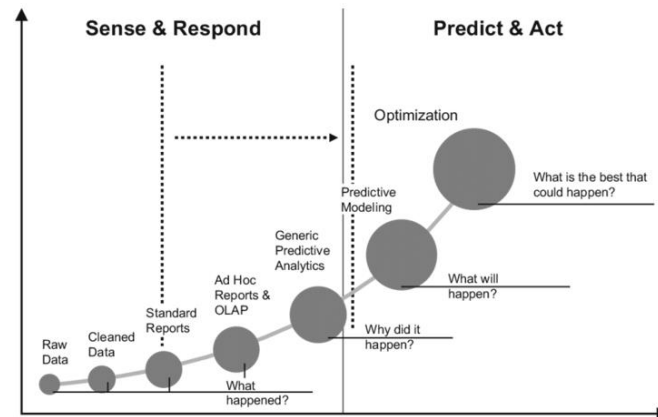 Sense & Respond
Predict & Act
Optimization
What is the best that
could happen?
Predictive
Modeling
Generic
Predictive
Analytics
What will
happen?
Ad Hoc
Reports &
OLAP
Standard
Reports
Why did it
happen?
Cleaned
Data
Raw
Data
What
happened?